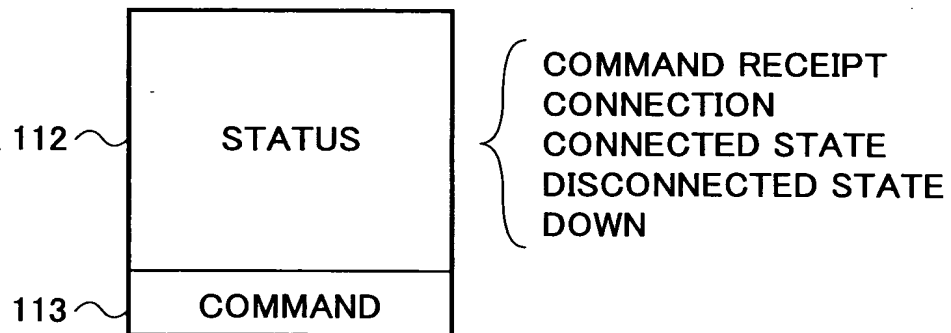 112
STATUS
COMMAND RECEIPT
CONNECTION
CONNECTED STATE
DISCONNECTED STATE
DOWN
113
COMMAND